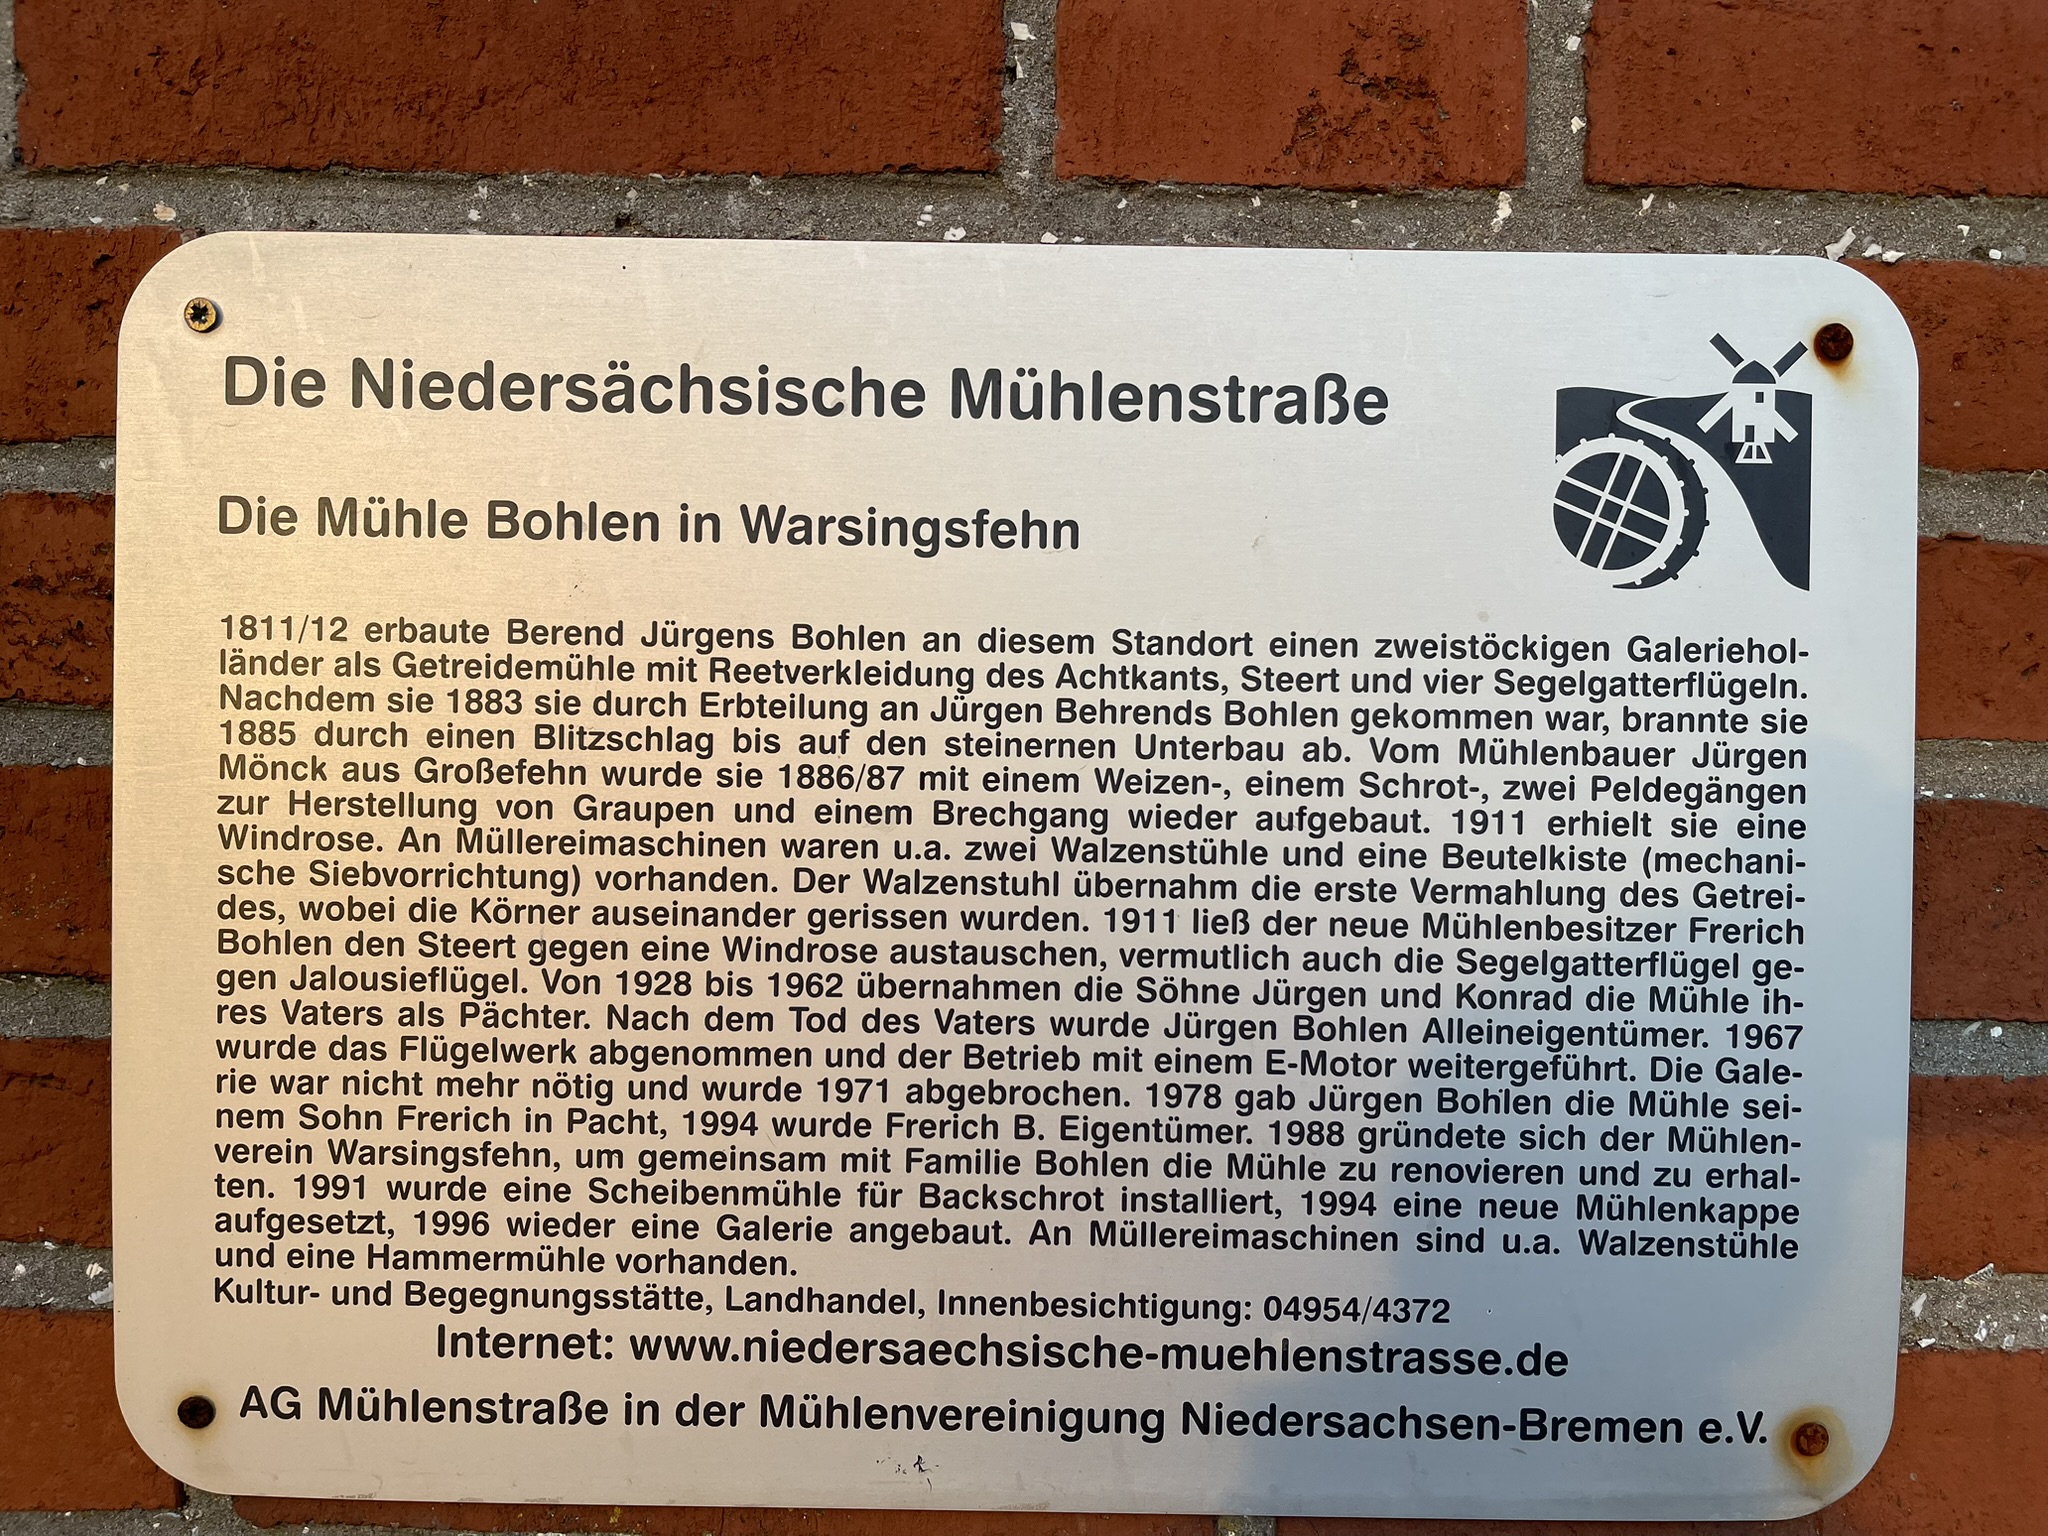 Die Niedersächsische Mühlenstraße
Die Mühle Bohlen in Warsingsfehn
1811/12 erbaute Berend Jürgens Bohlen an diesem Standort einen zweistöckigen Galeriehol-
länder als Getreidemühle mit Reetverkleidung des Achtkants, Steert und vier Segelgatterflügeln.
Nachdem sie 1883 sie durch Erbteilung an Jürgen Behrends Bohlen gekommen war, brannte sie
1885 durch einen Blitzschlag bis auf den steinernen Unterbau ab. Vom Mühlenbauer Jürgen
Mönck aus Großefehn wurde sie 1886/87 mit einem Weizen-, einem Schrot-, zwei Peldegängen
zur Herstellung von Graupen und einem Brechgang wieder aufgebaut. 1911 erhielt sie eine
Windrose. An Müllereimaschinen waren u.a. zwei Walzenstühle und eine Beutelkiste (mechani-
sche Siebvorrichtung) vorhanden. Der Walzenstuhl übernahm die erste Vermahlung des Getrei-
des, wobei die Körner auseinander gerissen wurden. 1911 ließ der neue Mühlenbesitzer Frerich
Bohlen den Steert gegen eine Windrose austauschen, vermutlich auch die Segelgatterflügel ge-
gen Jalousieflügel. Von 1928 bis 1962 übernahmen die Söhne Jürgen und Konrad die Mühle ih-
res Vaters als Pächter. Nach dem Tod des Vaters wurde Jürgen Bohlen Alleineigentümer. 1967
wurde das Flügelwerk abgenommen und der Betrieb mit einem E-Motor weitergeführt. Die Gale-
rie war nicht mehr nötig und wurde 1971 abgebrochen. 1978 gab Jürgen Bohlen die Mühle sei-
nem Sohn Frerich in Pacht, 1994 wurde Frerich B. Eigentümer. 1988 gründete sich der Mühlen-
verein Warsingsfehn, um gemeinsam mit Familie Bohlen die Mühle zu renovieren und zu erhal-
ten. 1991 wurde eine Scheibenmühle für Backschrot installiert, 1994 eine neue Mühlenkappe
aufgesetzt, 1996 wieder eine Galerie angebaut. An Müllereimaschinen sind u.a. Walzenstühle
und eine Hammermühle vorhanden.
Kultur- und Begegnungsstätte, Landhandel, Innenbesichtigung: 04954/4372
Internet: www.niedersaechsische-muehlenstrasse.de
AG Mühlenstraße in der Mühlenvereinigung Niedersachsen-Bremen e.V.